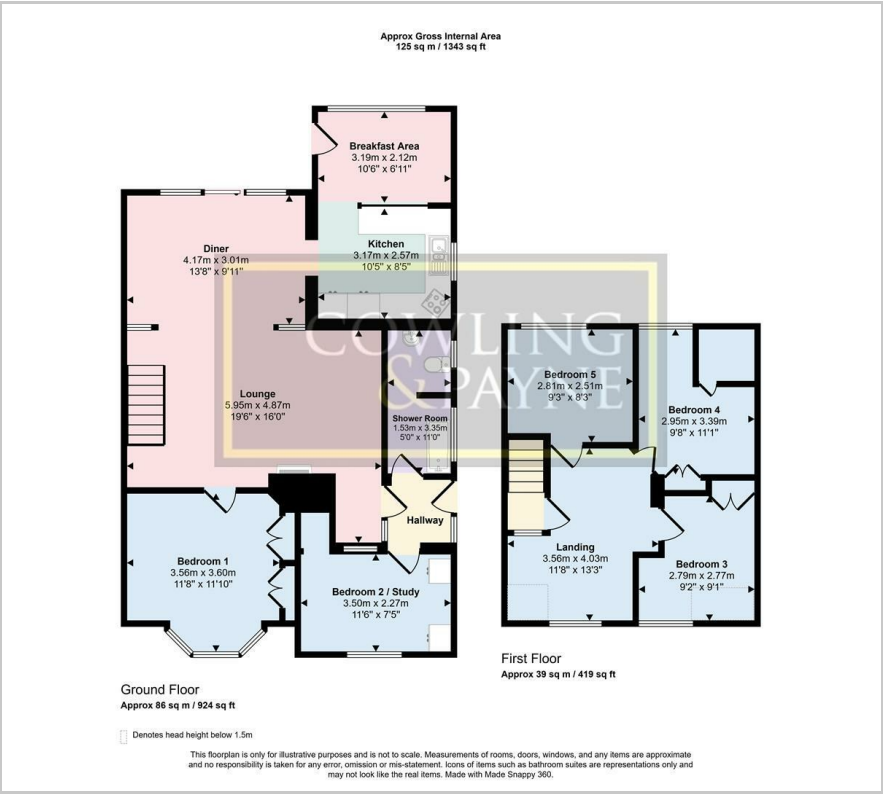 Approx Gross Internal Area
125 sq m / 1343 sq ft
Breakfast Area
3.19m x 2.12m
10'6" x 6'11"
Diner
4.17m x 3.01m
13'8" x 9'11"
Kitchen
3.17m x 2.57m
10'5" x 8'5"
COWLING
&PAYNE
Lounge
5.95m x 4.87m
19'6" x 16'0"
Shower Room
1.53m x 3.35m
5'0" x 11'0"
Hallway
Bedroom 1
3.56m x 3.60m
11'8" x 11'10"
Bedroom 2 / Study
3.50m x 2.27m
11'6" x 7'5"
Bedroom 5
2.81m x 2.51m
9'3" x 8'3"
Bedroom 4
2.95m x 3.39m
9'8" x 11'1"
Landing
3.56m x 4.03m
11'8" x 13'3"
Bedroom 3
2.79m x 2.77m
9'2" x 9'1"
Ground Floor
Approx 86 sq m / 924 sq ft
First Floor
Approx 39 sq m / 419 sq ft
Denotes head height below 1.5m
This floorplan is only for illustrative purposes and is not to scale. Measurements of rooms, doors, windows, and any items are approximate
and no responsibility is taken for any error, omission or mis-statement. Icons of items such as bathroom suites are representations only and
may not look like the real items. Made with Made Snappy 360.